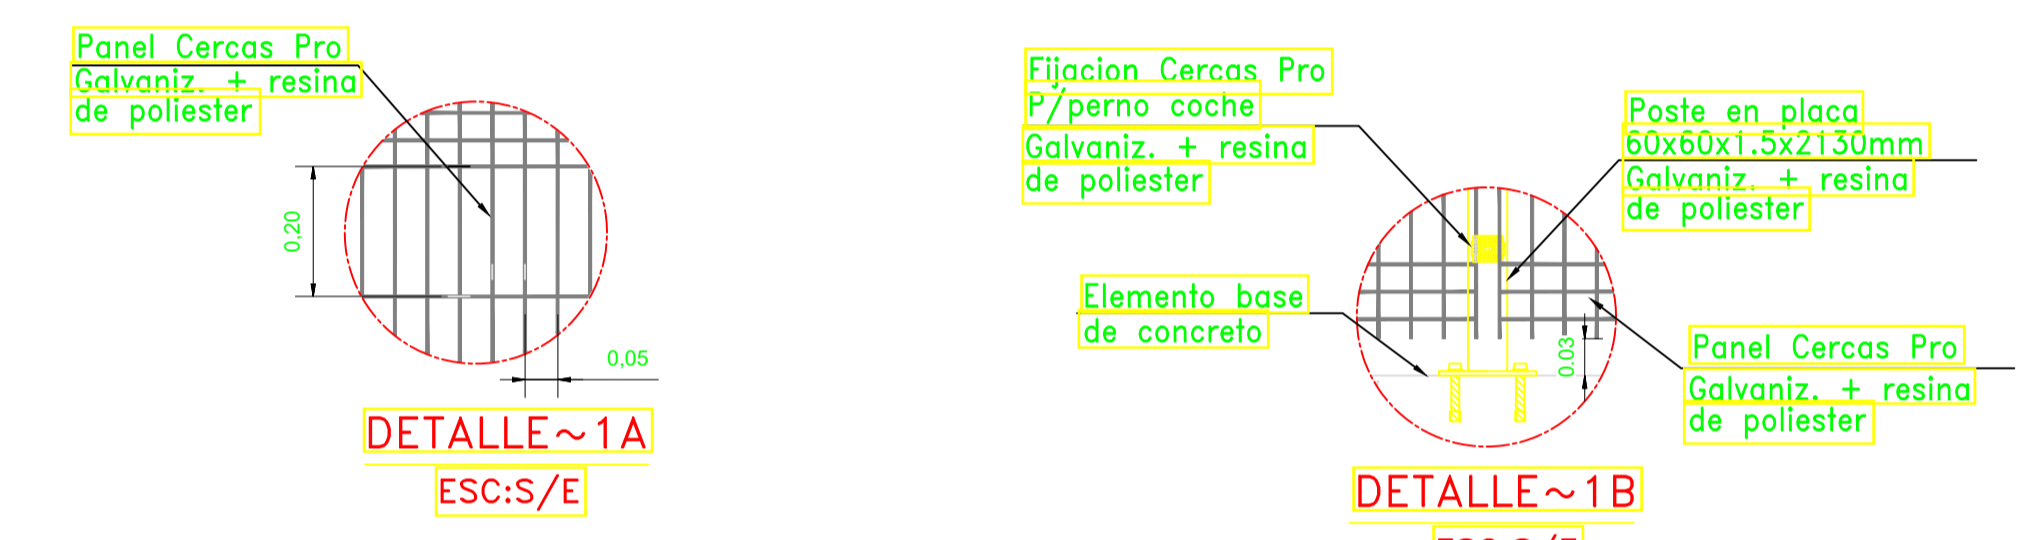 Panel Cercas Pro
Galvaniz. + resina
de poliester
0,20
0,05
DETALLE~1A
ESC:S/E
Fijacion Cercas Pro
P/perno coche
Galvaniz. + resina
de poliester
Poste en placa
60x60x1.5x2130mm
Galvaniz. + resina
de poliester
Elemento base
de concreto
0.03
Panel Cercas Pro
Galvaniz. + resina
de poliester
DETALLE~1B